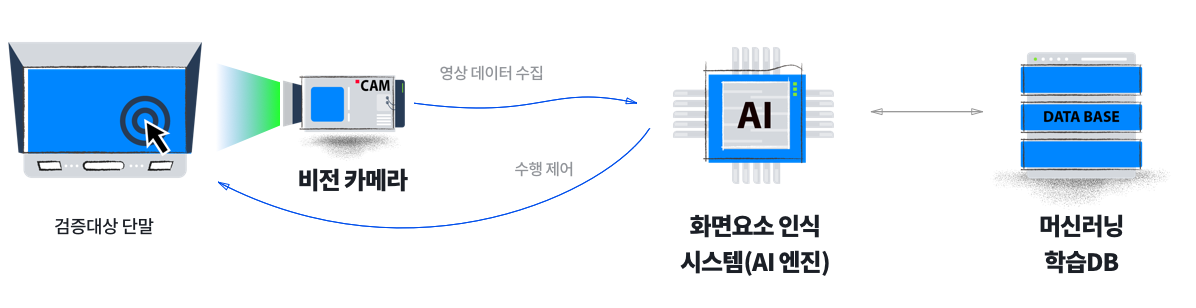 CAM
영상 데이터 수집
AI
DATA BASE
수행 제어
비전 카메라
검증대상 단말
화면요소 인식
시스템(AI 엔진)
머신러닝
학습DB